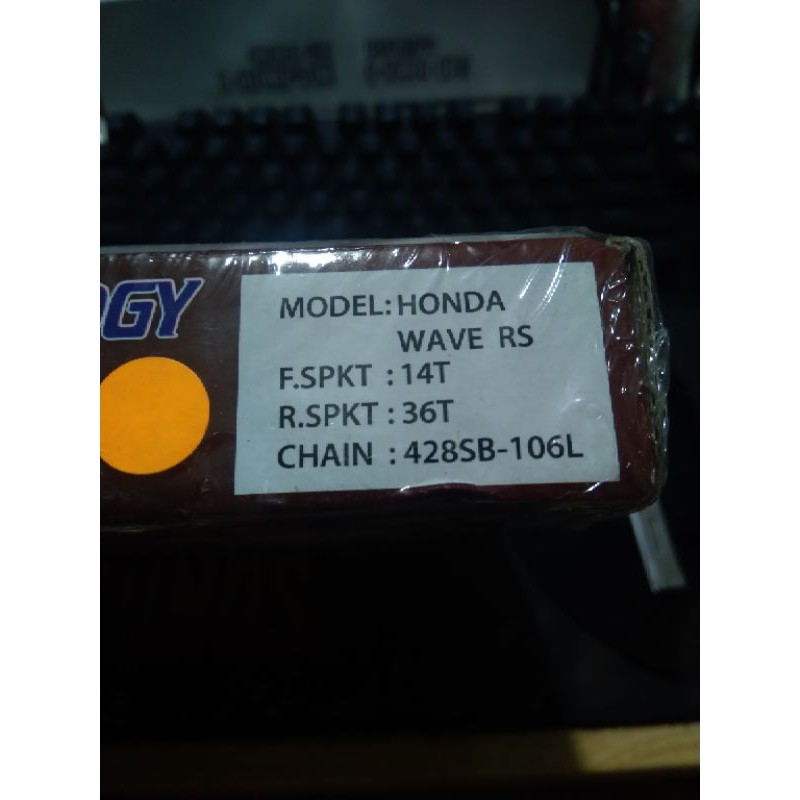 OGY
MODEL: HONDA
WAVE RS
F.SPKT : 14T
R.SPKT : 36T
CHAIN : 428SB-106L